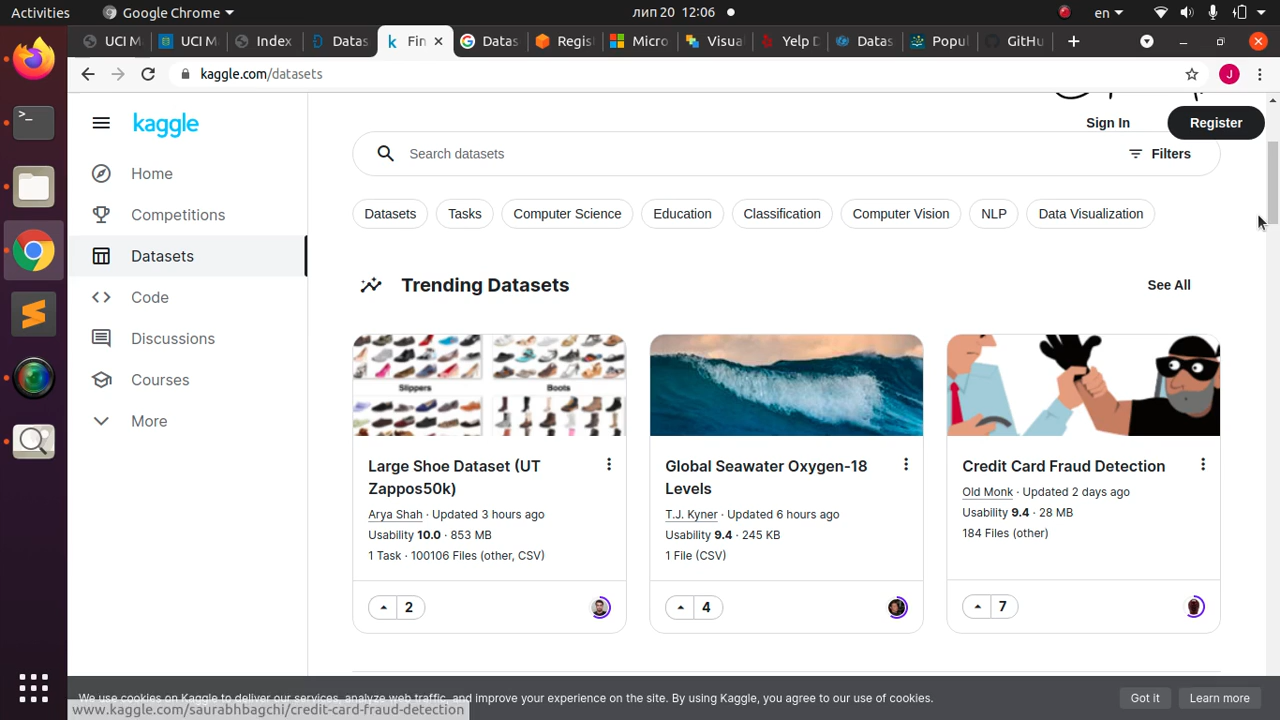 Activities
Google Chrome
лип 20 12:06
en
UCI M
UCI M
Index
Datas
Fin
Datas
Regis
Micro
Visua
Yelp D
Datas
Popul
GitHu
kaggle.com/datasets
J
kaggle
Sign In
Register
Search datasets
Filters
Home
Competitions
Datasets
Code
Discussions
Courses
More
Datasets
Tasks
Computer Science
Education
Classification
Computer Vision
NLP
Data Visualization
Trending Datasets
See All
Slippers
Boots
Large Shoe Dataset (UT
Zappos50k)
Arya Shah · Updated 3 hours ago
Usability 10.0 · 853 MB
1 Task · 100106 Files (other, CSV)
2
Global Seawater Oxygen-18
Levels
T.J. Kyner · Updated 6 hours ago
Usability 9.4 · 245 KB
1 File (CSV)
4
Credit Card Fraud Detection
Old Monk · Updated 2 days ago
Usability 9.4 · 28 MB
184 Files (other)
7
We use cookies on Kaggle to deliver our services, analyze web traffic, and improve your experience on the site. By using Kaggle, you agree to our use of cookies.
Got it
Learn more
www.kaggle.com/saurabhbagchi/credit-card-fraud-detection